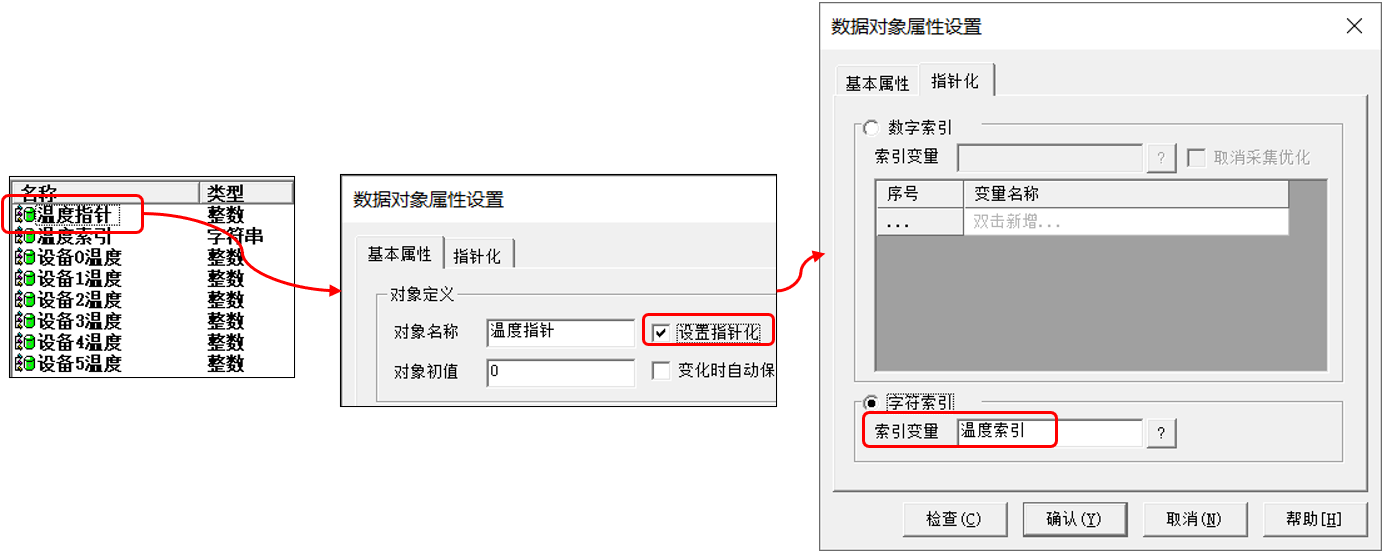 名称 类型
温度指针 整数
温度索引 字符串
设备0温度 整数
设备1温度 整数
设备2温度 整数
设备3温度 整数
设备4温度 整数
设备5温度 整数
数据对象属性设置
基本属性 指针化
对象定义
对象名称 温度指针 设置指针化
对象初值 0 变化时自动保
数据对象属性设置
基本属性 指针化
数字索引
索引变量 ? 取消采集优化
序号 变量名称
... 双击新增...
字符索引
索引变量 温度索引 ?
检查(C) 确认(Y) 取消(N) 帮助[H]